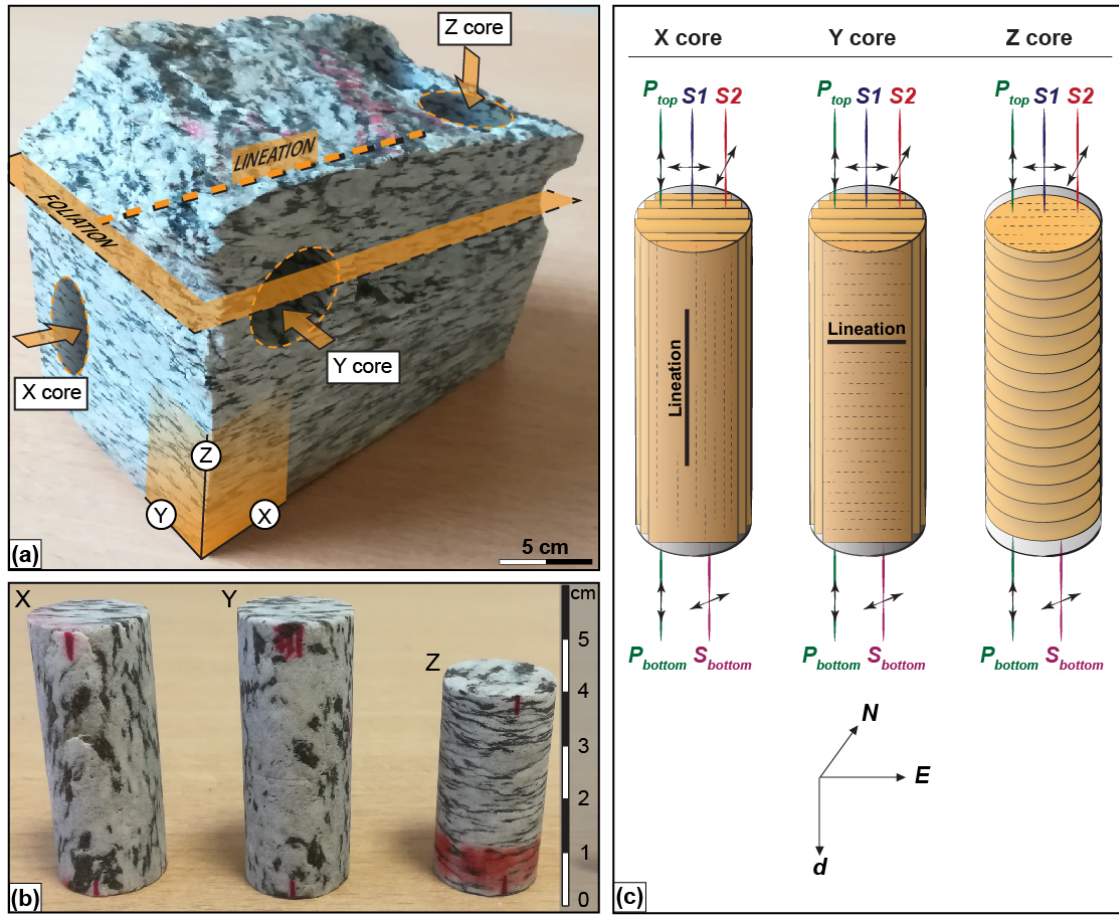 Z core
LINEATION
FOLIATION
X core
Y core
Z
Y
X
(a)
5 cm
X
Y
Z
cm
5
4
3
2
1
0
(b)
X core Y core Z core
Ptop S1 S2 Ptop S1 S2 Ptop S1 S2
Lineation
Lineation
Pbottom Sbottom Pbottom Sbottom Pbottom Sbottom
N
E
d
(c)